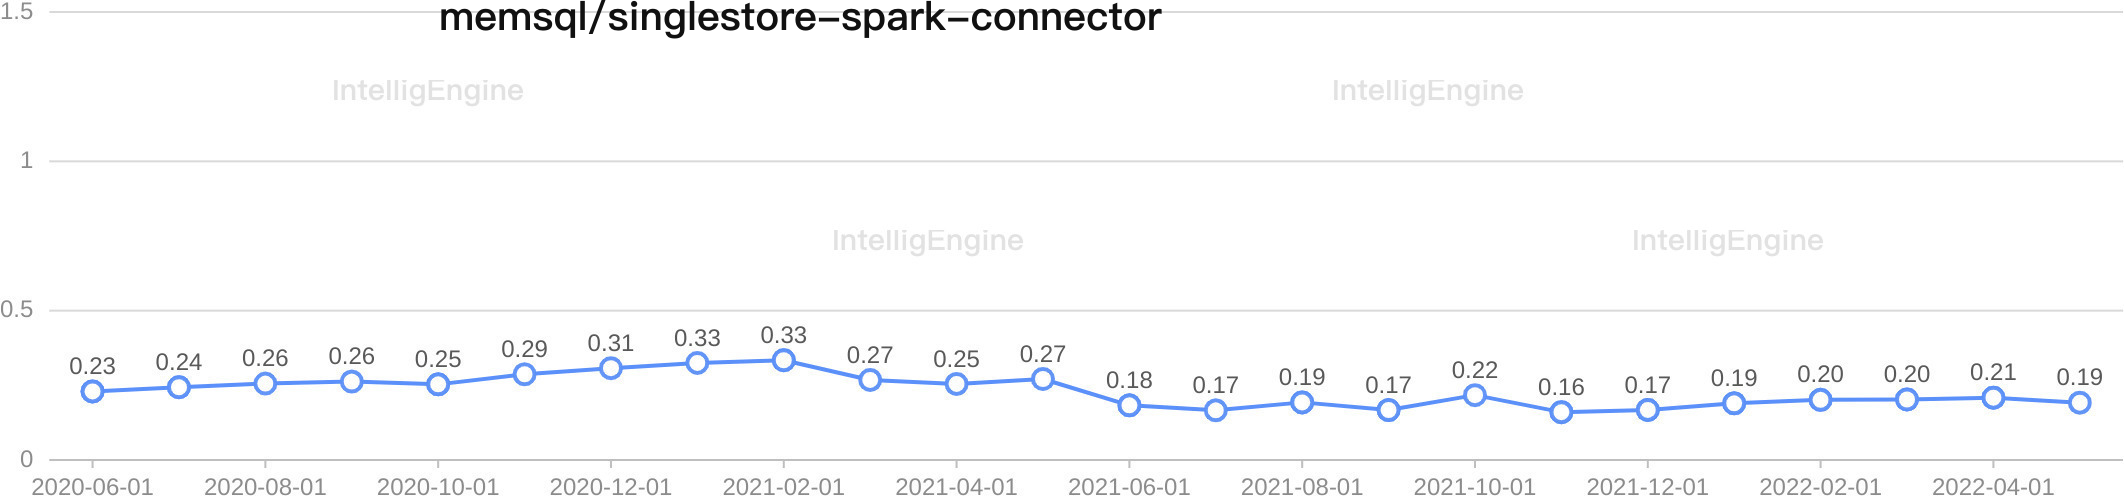 memsql/singlestore-spark-connector
1.5
IntelligEngine IntelligEngine
1
IntelligEngine IntelligEngine
0.5
0.23 0.24 0.26 0.26 0.25 0.29 0.31 0.33 0.33 0.27 0.25 0.27 0.18 0.17 0.19 0.17 0.22 0.16 0.17 0.19 0.20 0.20 0.21 0.19
0
2020-06-01 2020-08-01 2020-10-01 2020-12-01 2021-02-01 2021-04-01 2021-06-01 2021-08-01 2021-10-01 2021-12-01 2022-02-01 2022-04-01